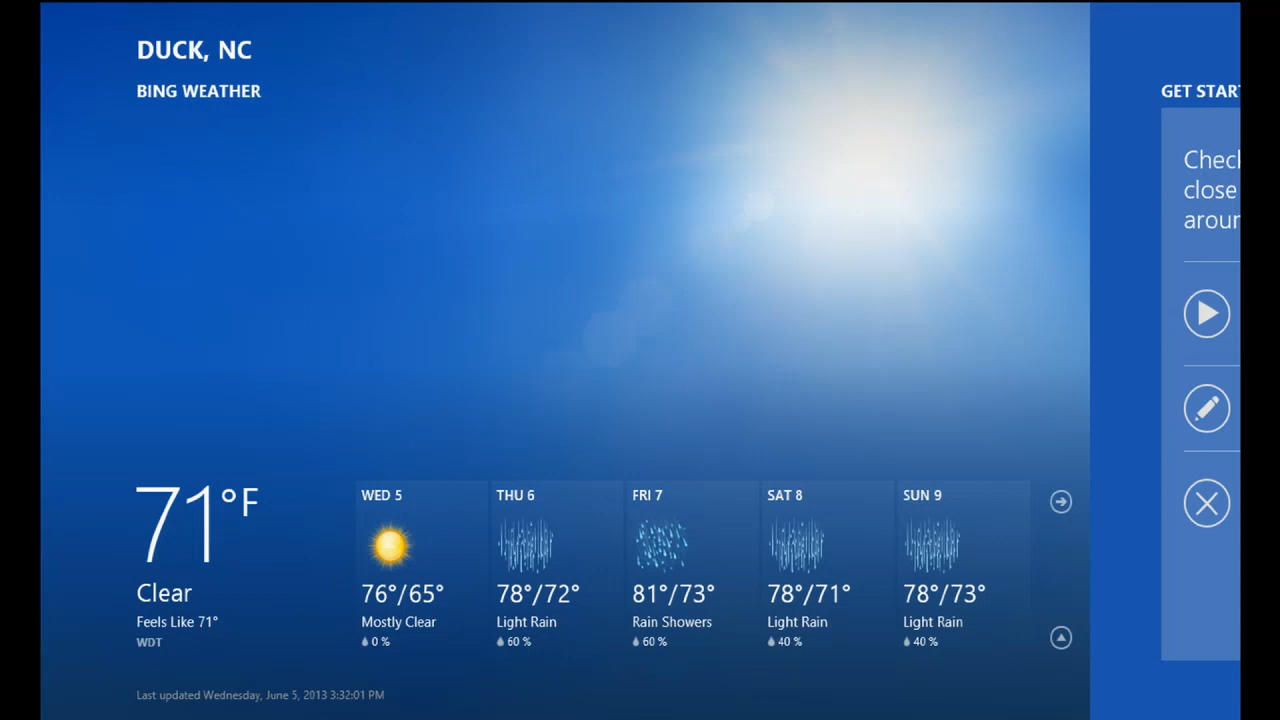 DUCK, NC
BING WEATHER
71°F
Clear
Feels Like 71°
WDT
WED 5
76°/65°
Mostly Clear
0 %
THU 6
78°/72°
Light Rain
60 %
FRI 7
81°/73°
Rain Showers
60 %
SAT 8
78°/71°
Light Rain
40 %
SUN 9
78°/73°
Light Rain
40 %
Last updated Wednesday, June 5, 2013 3:32:01 PM
GET STAR
Chec
close
arou